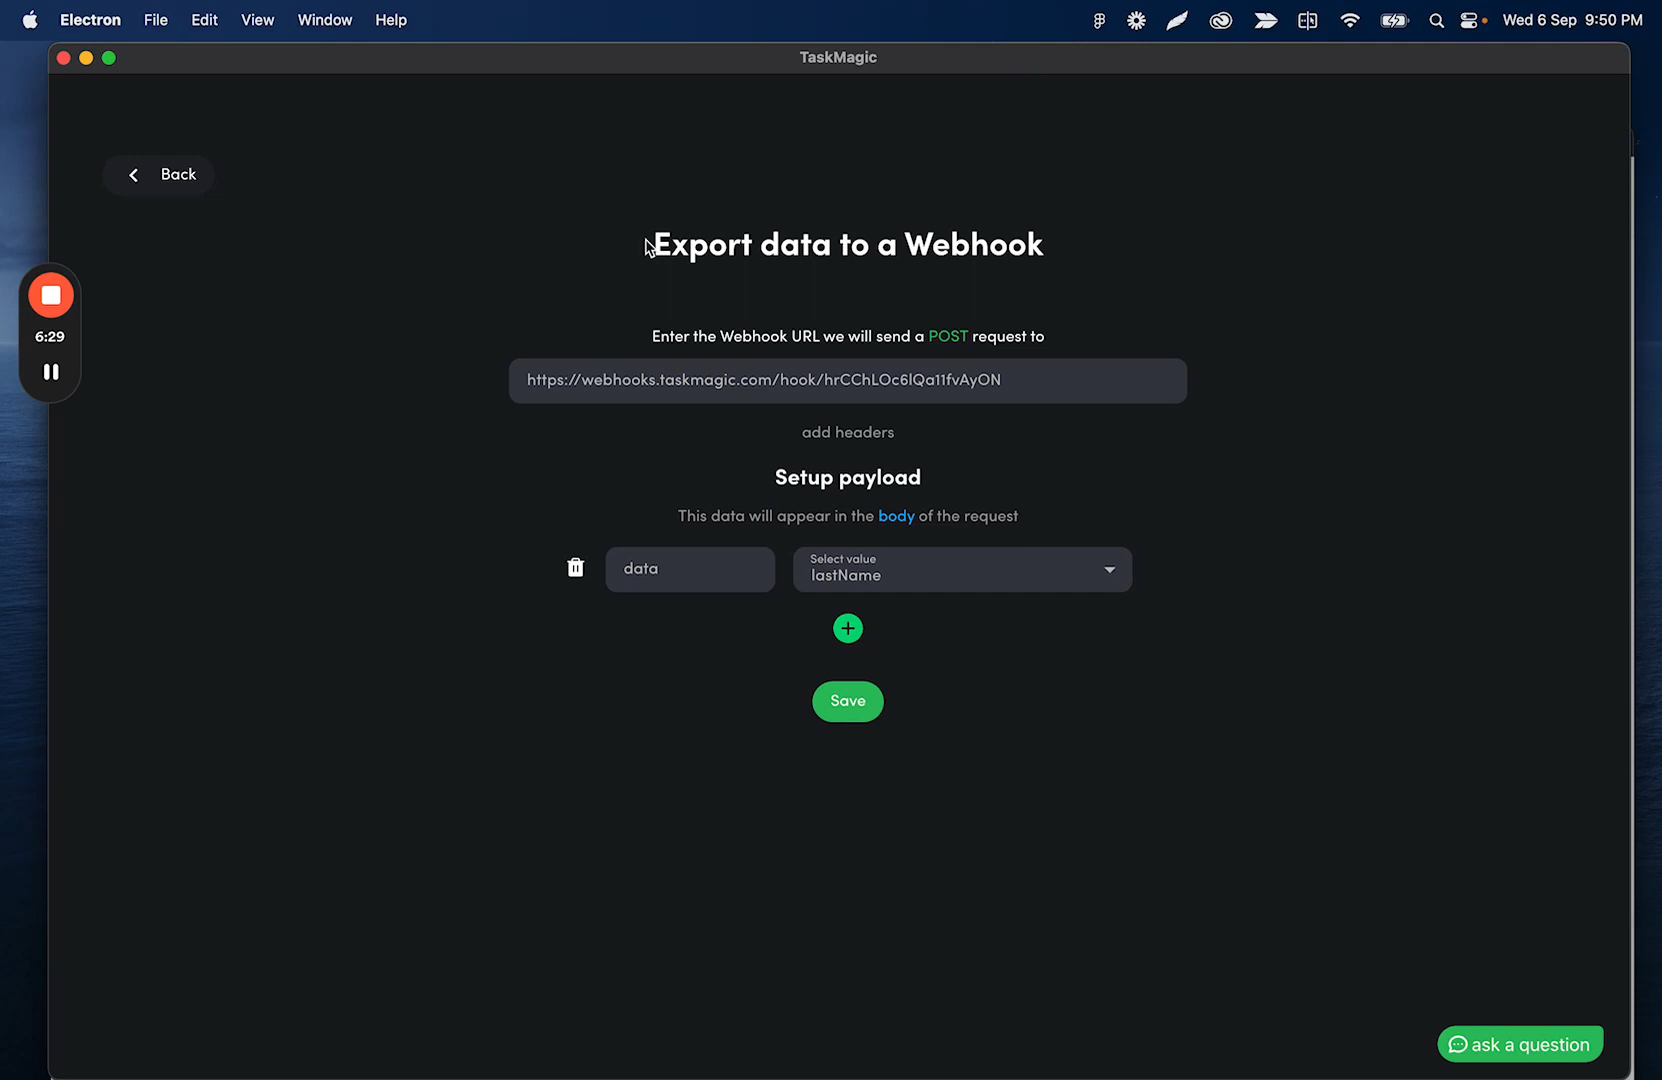 Electron File Edit View Window Help Wed 6 Sep 9:50 PM
TaskMagic
Back
Export data to a Webhook
6:29
Enter the Webhook URL we will send a POST request to
https://webhooks.taskmagic.com/hook/hrCChLOc6lQa11fvAyON
add headers
Setup payload
This data will appear in the body of the request
Select value
data lastName
Save
ask a question